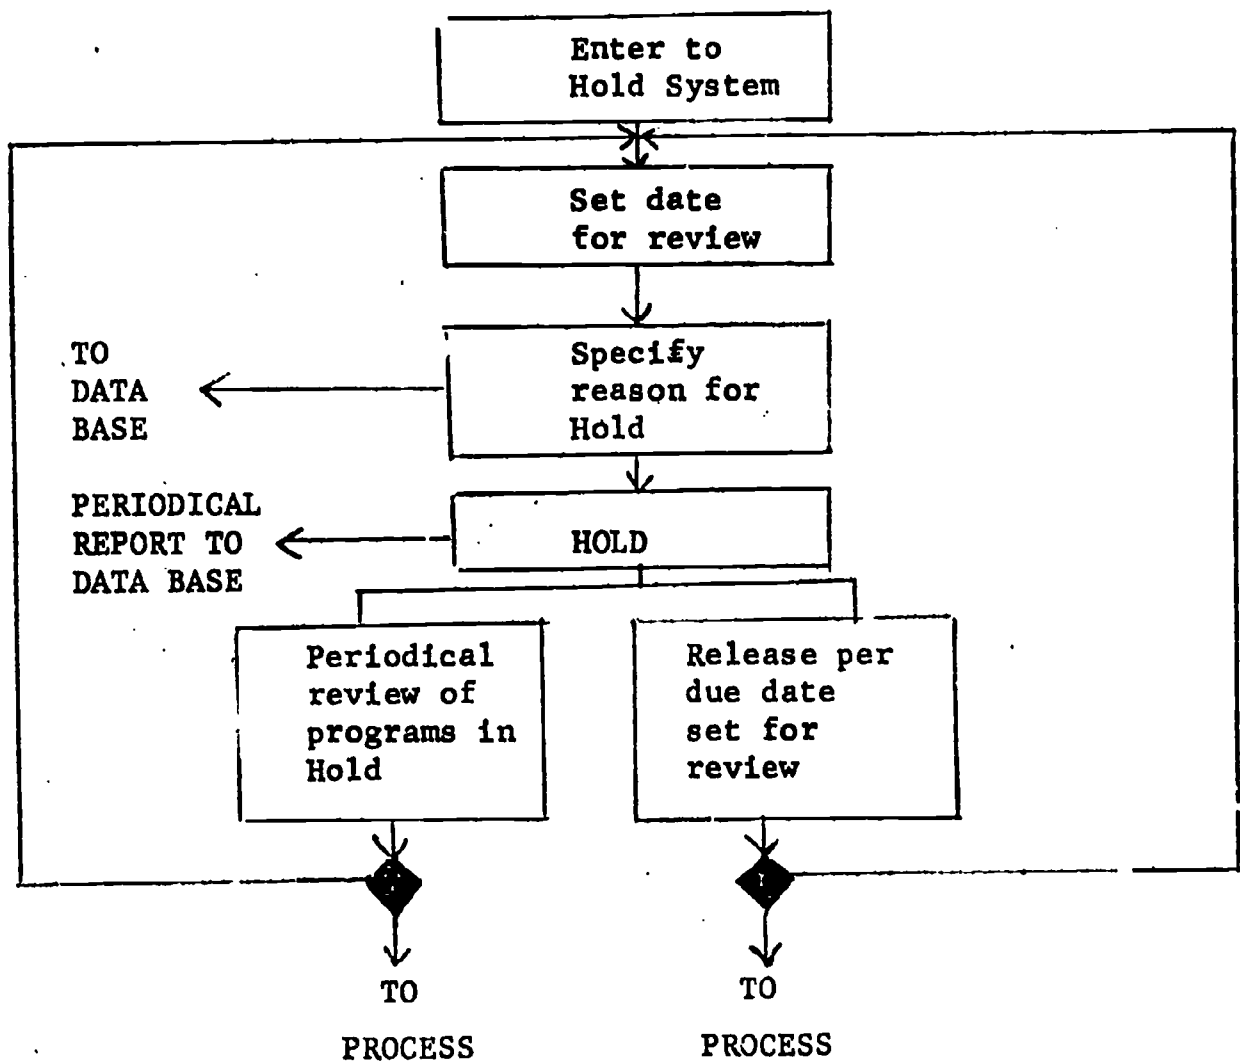 Enter to
Hold System
Set date
for review
Specify
reason for
Hold
TO
DATA
BASE
HOLD
PERIODICAL
REPORT TO
DATA BASE
Periodical
review of
programs in
Hold
Release per
due date
set for
review
TO
PROCESS
TO
PROCESS